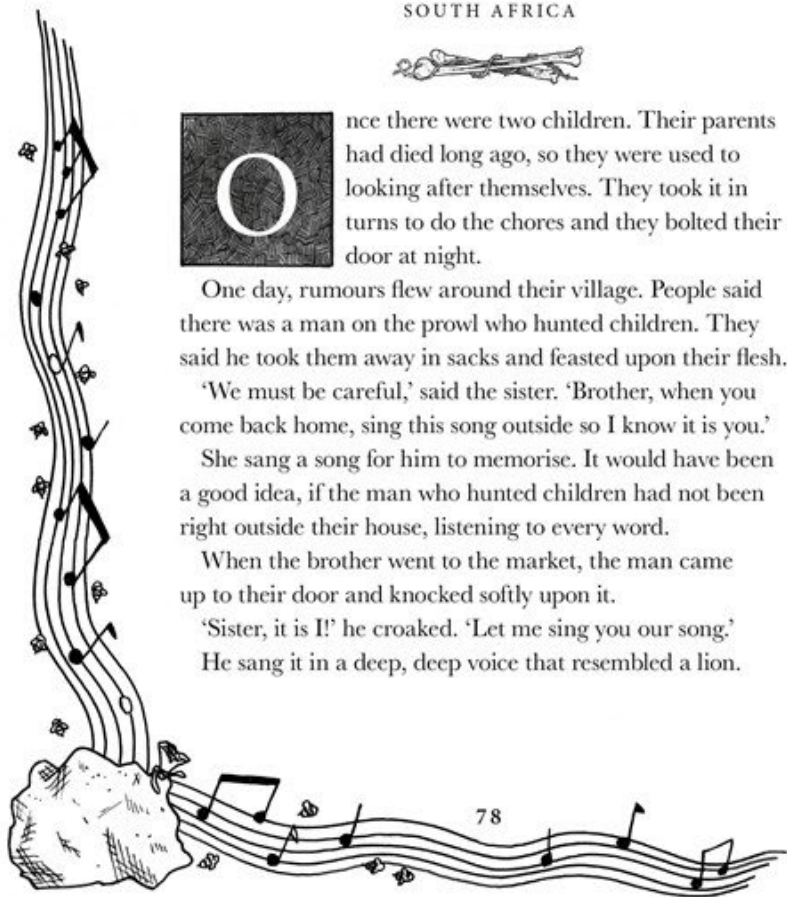 SOUTH AFRICA
Once there were two children. Their parents
had died long ago, so they were used to
looking after themselves. They took it in
turns to do the chores and they bolted their
door at night.
One day, rumours flew around their village. People said
there was a man on the prowl who hunted children. They
said he took them away in sacks and feasted upon their flesh.
‘We must be careful,’ said the sister. ‘Brother, when you
come back home, sing this song outside so I know it is you.’
She sang a song for him to memorise. It would have been
a good idea, if the man who hunted children had not been
right outside their house, listening to every word.
When the brother went to the market, the man came
up to their door and knocked softly upon it.
‘Sister, it is I!’ he croaked. ‘Let me sing you our song.’
He sang it in a deep, deep voice that resembled a lion.
78